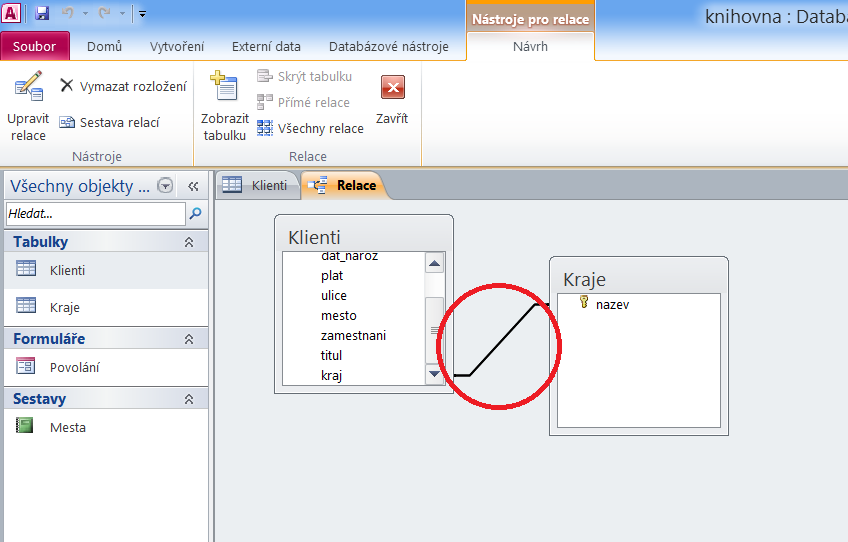 A
Nástroje pro relace
knihovna : Databá
Soubor
Domů
Vytvoření
Externí data
Databázové nástroje
Návrh
Upravit
relace
Vymazat rozložení
Sestava relací
Nástroje
Zobrazit
tabulku
Skrýt tabulku
Přímé relace
Všechny relace
Zavřít
Relace
Všechny objekty ...
«
Hledat...
Tabulky
Klienti
Kraje
Formuláře
Povolání
Sestavy
Mesta
Klienti
Relace
Klienti
dat_naroz
plat
ulice
mesto
zamestnani
titul
kraj
Kraje
nazev